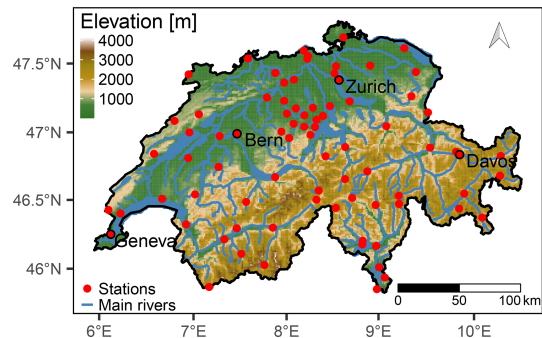 Elevation [m]
4000
3000
2000
1000
47.5°N
47°N
46.5°N
46°N
Zurich
Bern
Davos
Geneva
Stations
Main rivers
0 50 100 km
6°E 7°E 8°E 9°E 10°E